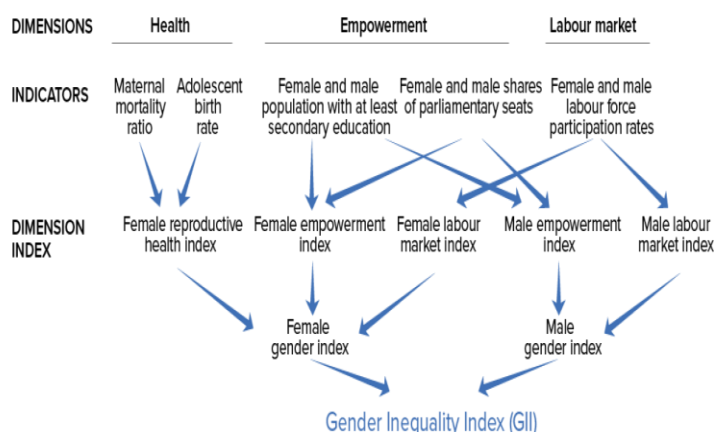 DIMENSIONS Health Empowerment Labour market
INDICATORS
Maternal
mortality
ratio
Adolescent
birth
rate
Female and male
population with at least
secondary education
Female and male shares
of parliamentary seats
Female and male
labour force
participation rates
DIMENSION
INDEX
Female reproductive
health index
Female empowerment
index
Female labour
market index
Male empowerment
index
Male labour
market index
Female
gender index
Male
gender index
Gender Inequality Index (GII)